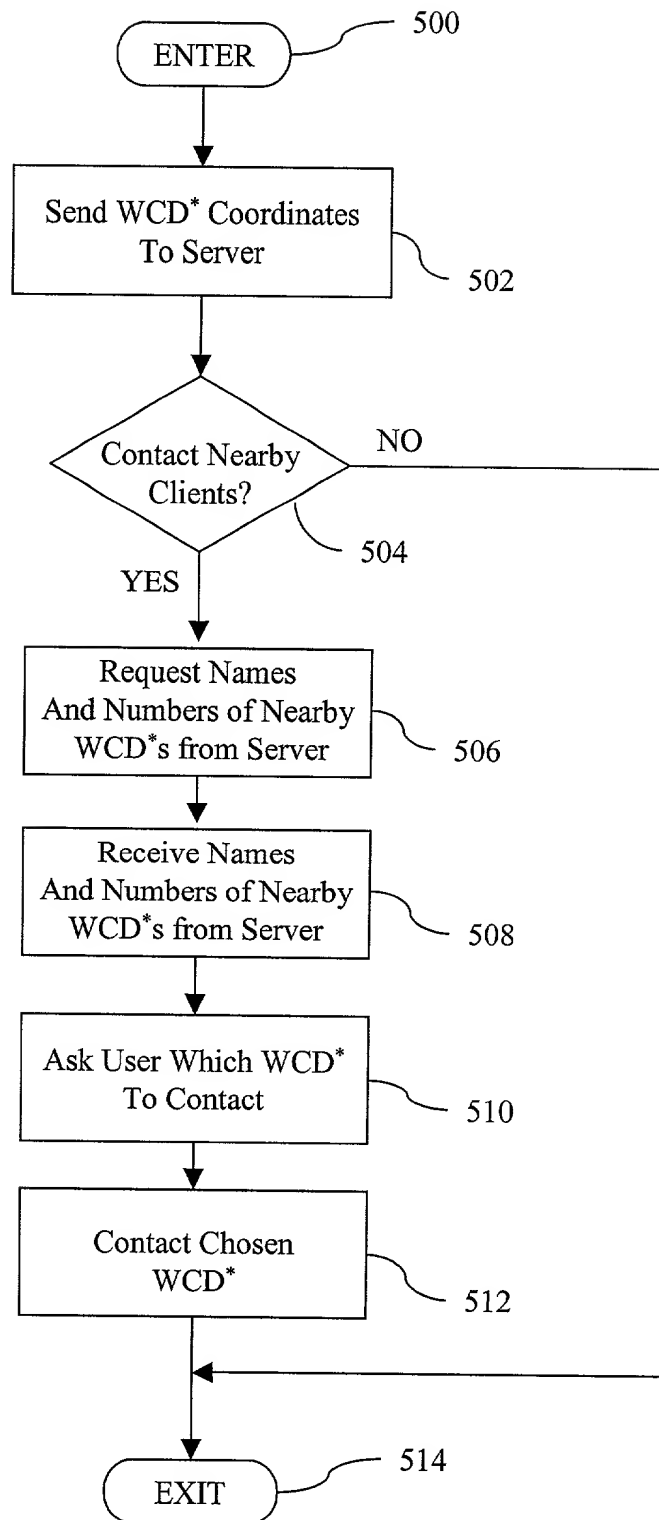 500
ENTER
Send WCD* Coordinates
To Server
502
Contact Nearby
Clients?
NO
504
YES
Request Names
And Numbers of Nearby
WCD*s from Server
506
Receive Names
And Numbers of Nearby
WCD*s from Server
508
Ask User Which WCD*
To Contact
510
Contact Chosen
WCD*
512
514
EXIT